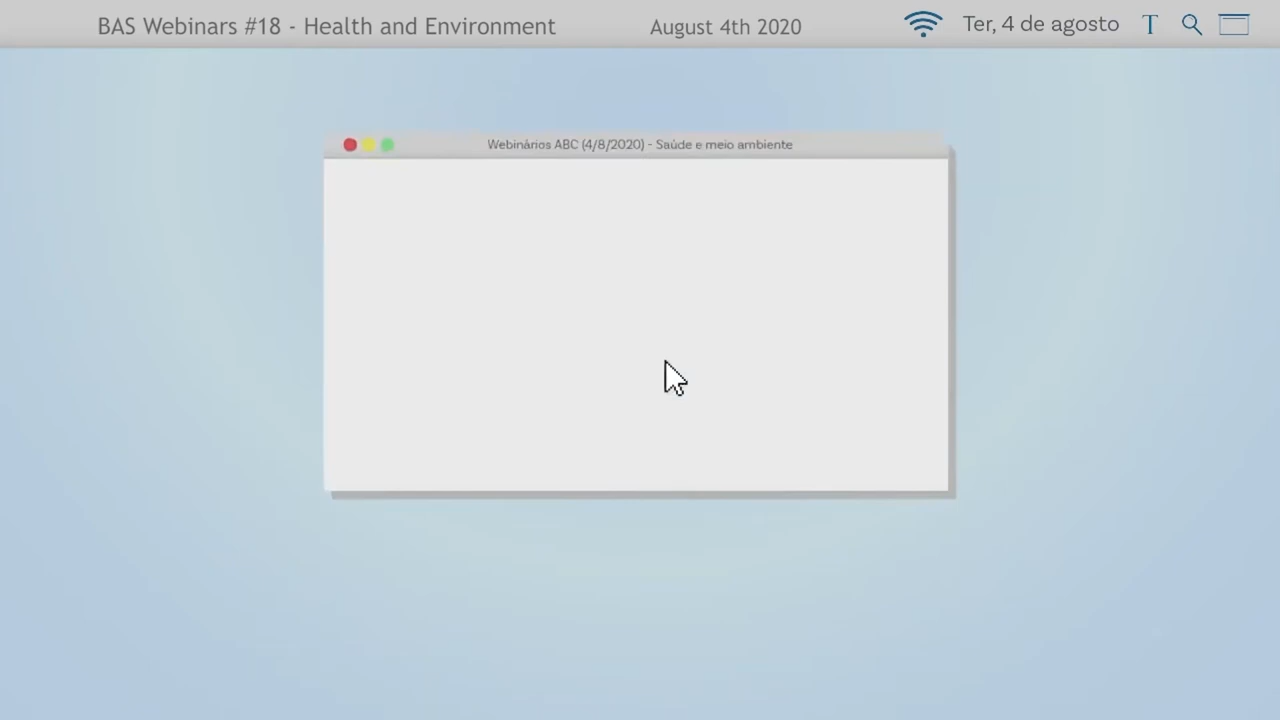 BAS Webinars #18 - Health and Environment August 4th 2020 Ter, 4 de agosto T
Webinários ABC (4/8/2020) - Saúde e meio ambiente